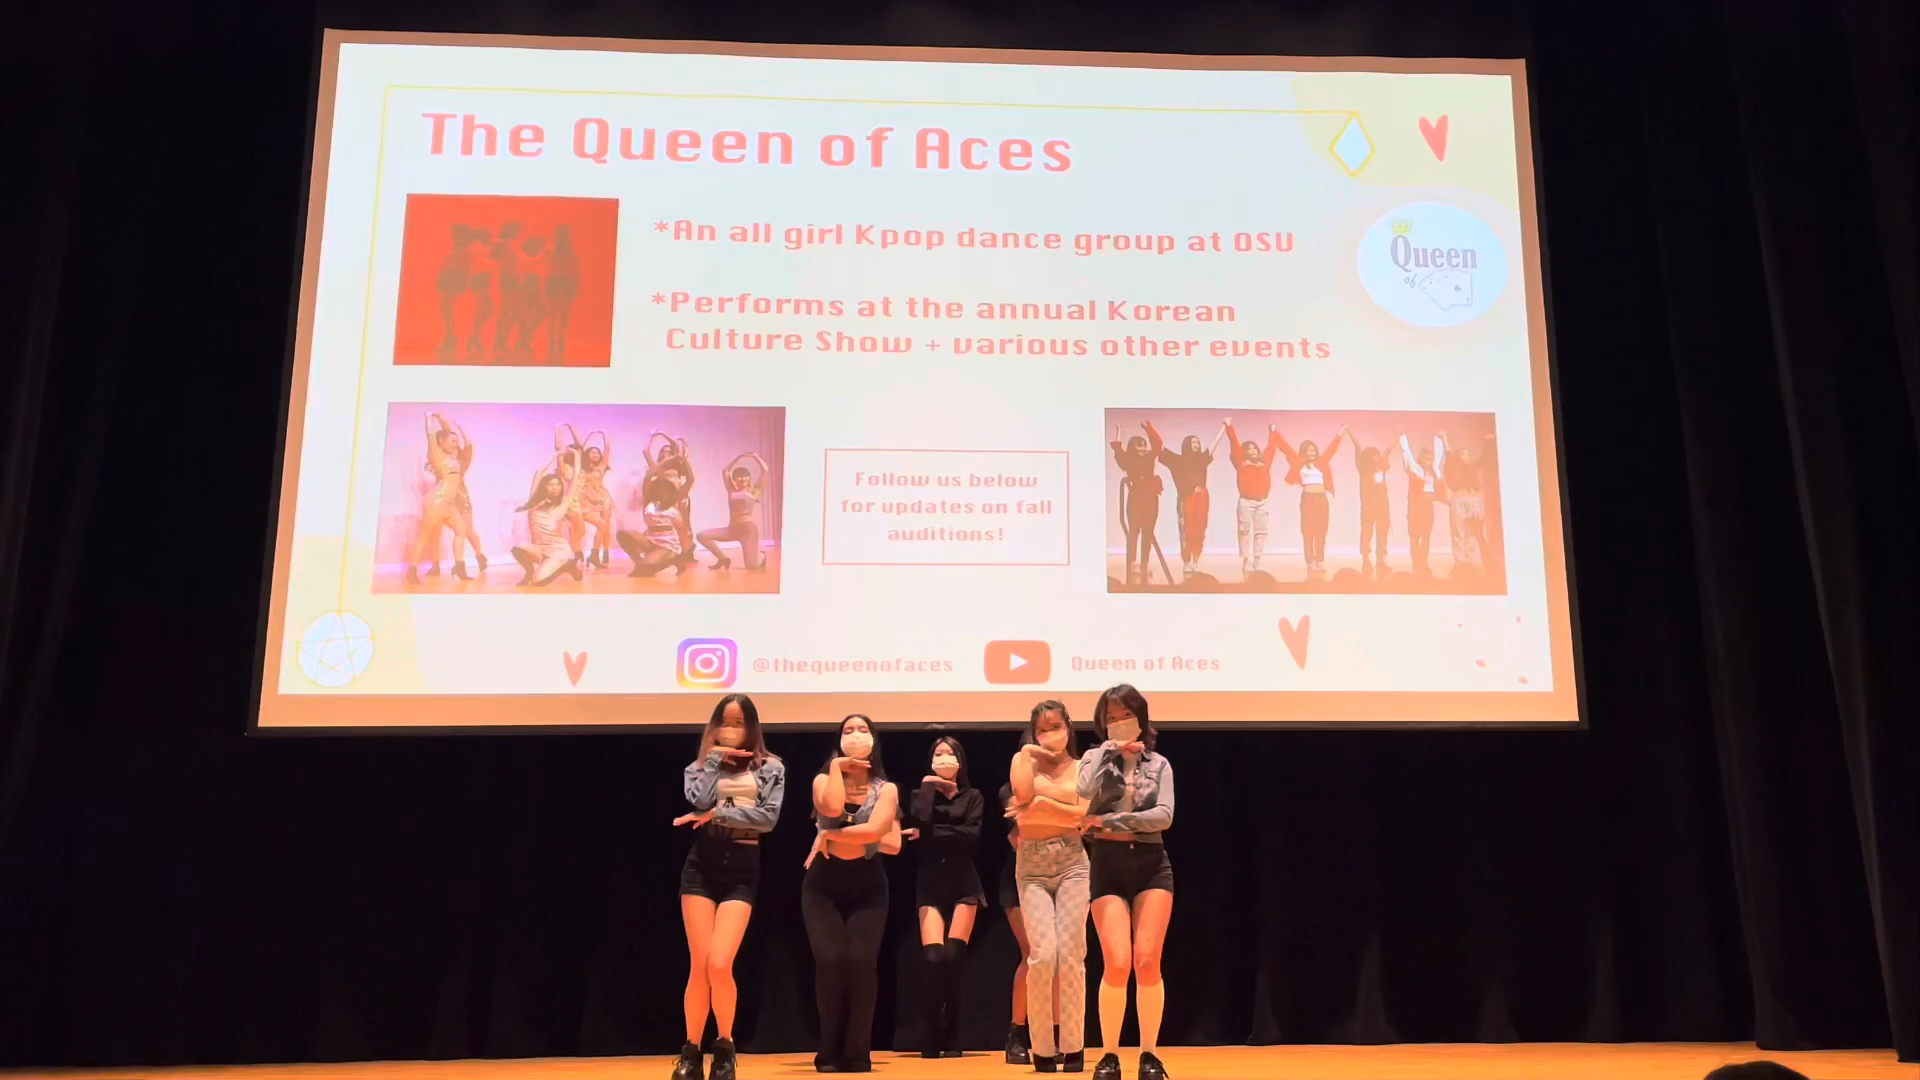 The Queen of Aces
*An all girl Kpop dance group at OSU
*Performs at the annual Korean
Culture Show + various other events
Queen
of
Follow us below
for updates on fall
auditions!
@thequeenofaces
Queen of Aces